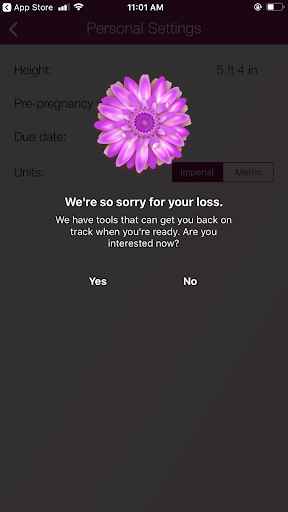 App Store
11:01 AM
Personal Settings
Height: 5 ft 4 in
Pre-pregnancy
Due date:
Units: Imperial Metric
We're so sorry for your loss.
We have tools that can get you back on
track when you're ready. Are you
interested now?
Yes No